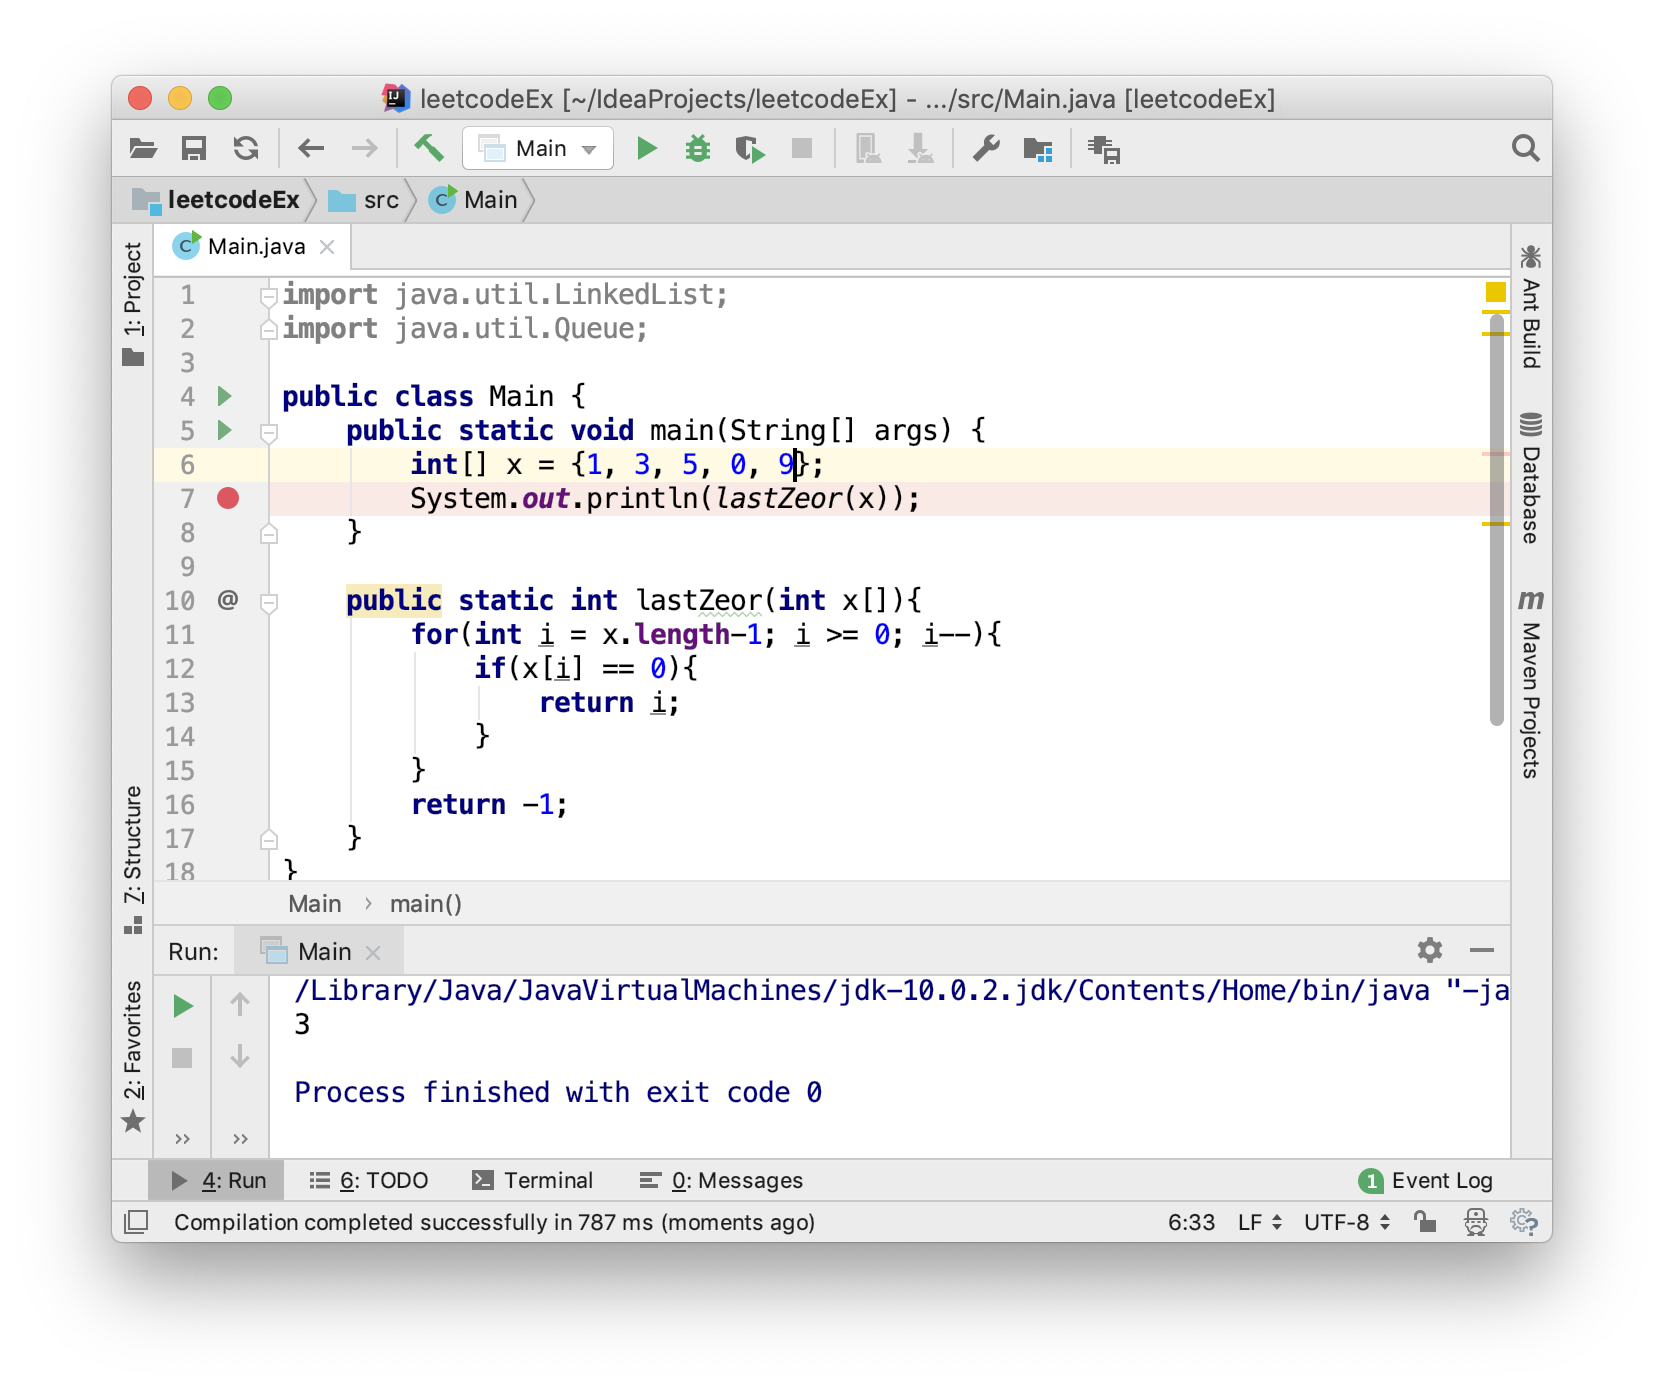 leetcodeEx [~/IdeaProjects/leetcodeEx] - .../src/Main.java [leetcodeEx]
Main
leetcodeEx src Main
Main.java
1: Project
7: Structure
2: Favorites
1 import java.util.LinkedList;
2 import java.util.Queue;
3
4 public class Main {
5 public static void main(String[] args) {
6 int[] x = {1, 3, 5, 0, 9};
7 System.out.println(lastZeor(x));
8 }
9
10 @ public static int lastZeor(int x[]){
11 for(int i = x.length-1; i >= 0; i--){
12 if(x[i] == 0){
13 return i;
14 }
15 }
16 return -1;
17 }
18 }
Ant Build
Database
m Maven Projects
Main › main()
Run: Main
/Library/Java/JavaVirtualMachines/jdk-10.0.2.jdk/Contents/Home/bin/java "-ja
3
Process finished with exit code 0
4: Run 6: TODO Terminal 0: Messages 1 Event Log
Compilation completed successfully in 787 ms (moments ago) 6:33 LF UTF-8